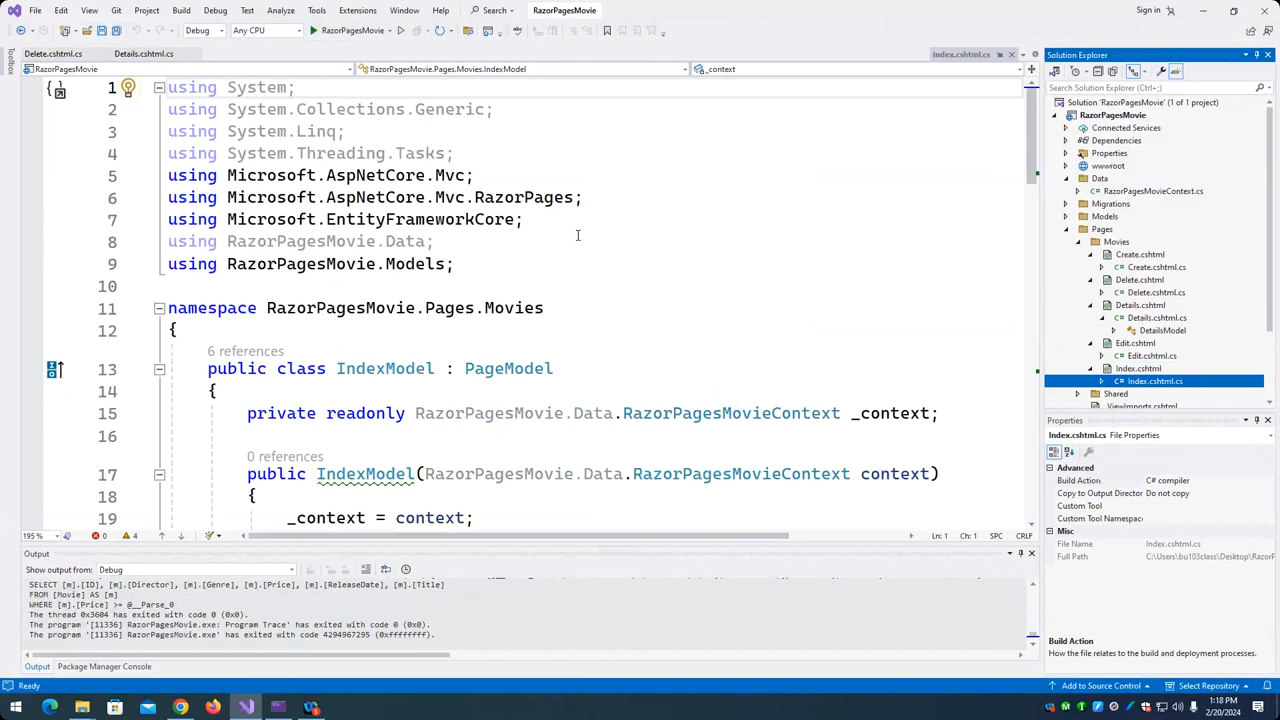 File Edit View Git Project Build Debug Test Analyze Tools Extensions Window Help Search RazorPagesMovie Sign in
Debug Any CPU RazorPagesMovie
Delete.cshtml.cs Details.cshtml.cs Index.cshtml.cs
Toolbox
RazorPagesMovie RazorPagesMovie.Pages.Movies.IndexModel _context
1 using System;
2 using System.Collections.Generic;
3 using System.Linq;
4 using System.Threading.Tasks;
5 using Microsoft.AspNetCore.Mvc;
6 using Microsoft.AspNetCore.Mvc.RazorPages;
7 using Microsoft.EntityFrameworkCore;
8 using RazorPagesMovie.Data;
9 using RazorPagesMovie.Models;
10
11 namespace RazorPagesMovie.Pages.Movies
12 {
6 references
13 public class IndexModel : PageModel
14 {
15 private readonly RazorPagesMovie.Data.RazorPagesMovieContext _context;
16
0 references
17 public IndexModel(RazorPagesMovie.Data.RazorPagesMovieContext context)
18 {
19 _context = context;
195 % 0 4 Ln: 1 Ch: 1 SPC CRLF
Output
Show output from: Debug
SELECT [m].[ID], [m].[Director], [m].[Genre], [m].[Price], [m].[ReleaseDate], [m].[Title]
FROM [Movie] AS [m]
WHERE [m].[Price] >= @__Parse_0
The thread 0x3604 has exited with code 0 (0x0).
The program '[11336] RazorPagesMovie.exe: Program Trace' has exited with code 0 (0x0).
The program '[11336] RazorPagesMovie.exe' has exited with code 4294967295 (0xffffffff).
Output Package Manager Console
Solution Explorer
Search Solution Explorer (Ctrl+;)
Solution 'RazorPagesMovie' (1 of 1 project)
RazorPagesMovie
Connected Services
Dependencies
Properties
wwwroot
Data
RazorPagesMovieContext.cs
Migrations
Models
Pages
Movies
Create.cshtml
Create.cshtml.cs
Delete.cshtml
Delete.cshtml.cs
Details.cshtml
Details.cshtml.cs
DetailsModel
Edit.cshtml
Edit.cshtml.cs
Index.cshtml
Index.cshtml.cs
Shared
_ViewImports.cshtml
Properties
Index.cshtml.cs File Properties
Advanced
Build Action C# compiler
Copy to Output Director Do not copy
Custom Tool
Custom Tool Namespace
Misc
File Name Index.cshtml.cs
Full Path C:\Users\bu103class\Desktop\Razor
Build Action
How the file relates to the build and deployment processes.
Ready Add to Source Control Select Repository
1:18 PM
2/20/2024